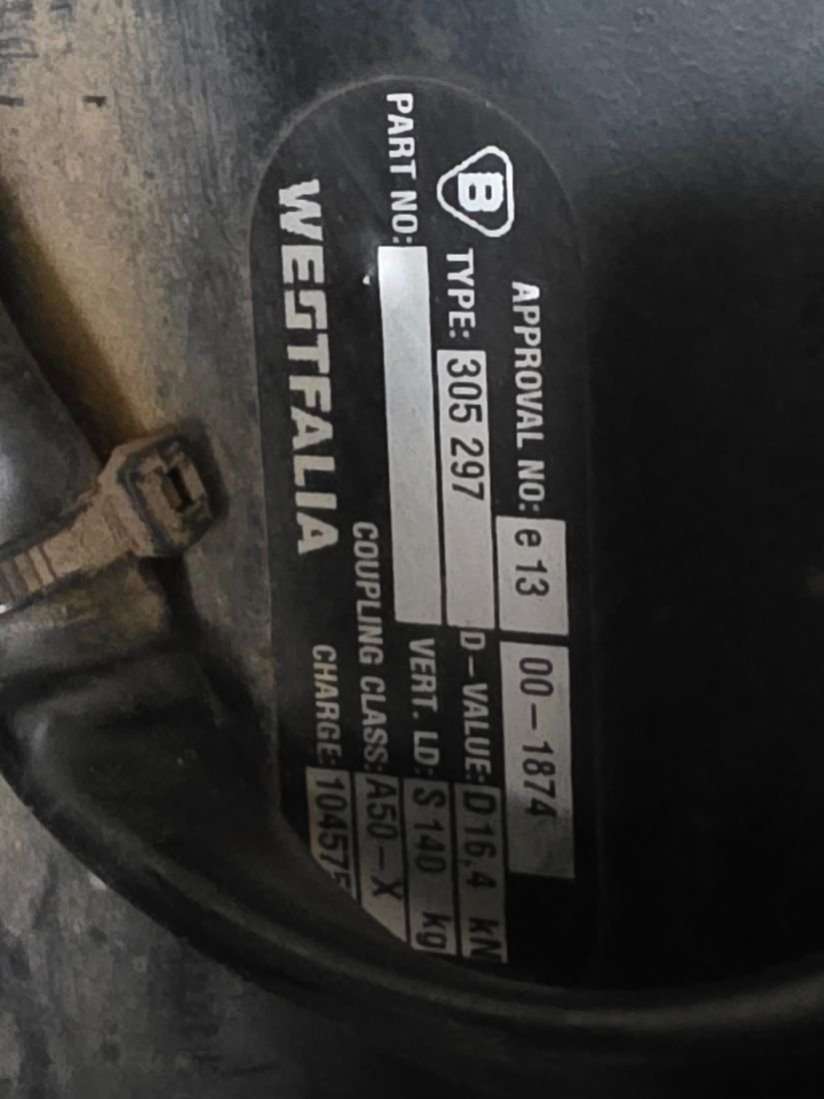 APPROVAL NO: e 13 00-1874
B TYPE: 305 297 D-VALUE: D 16,4 kN
PART NO: VERT. LD: S 140 kg
COUPLING CLASS: A50-X
WESTFALIA CHARGE: 104575